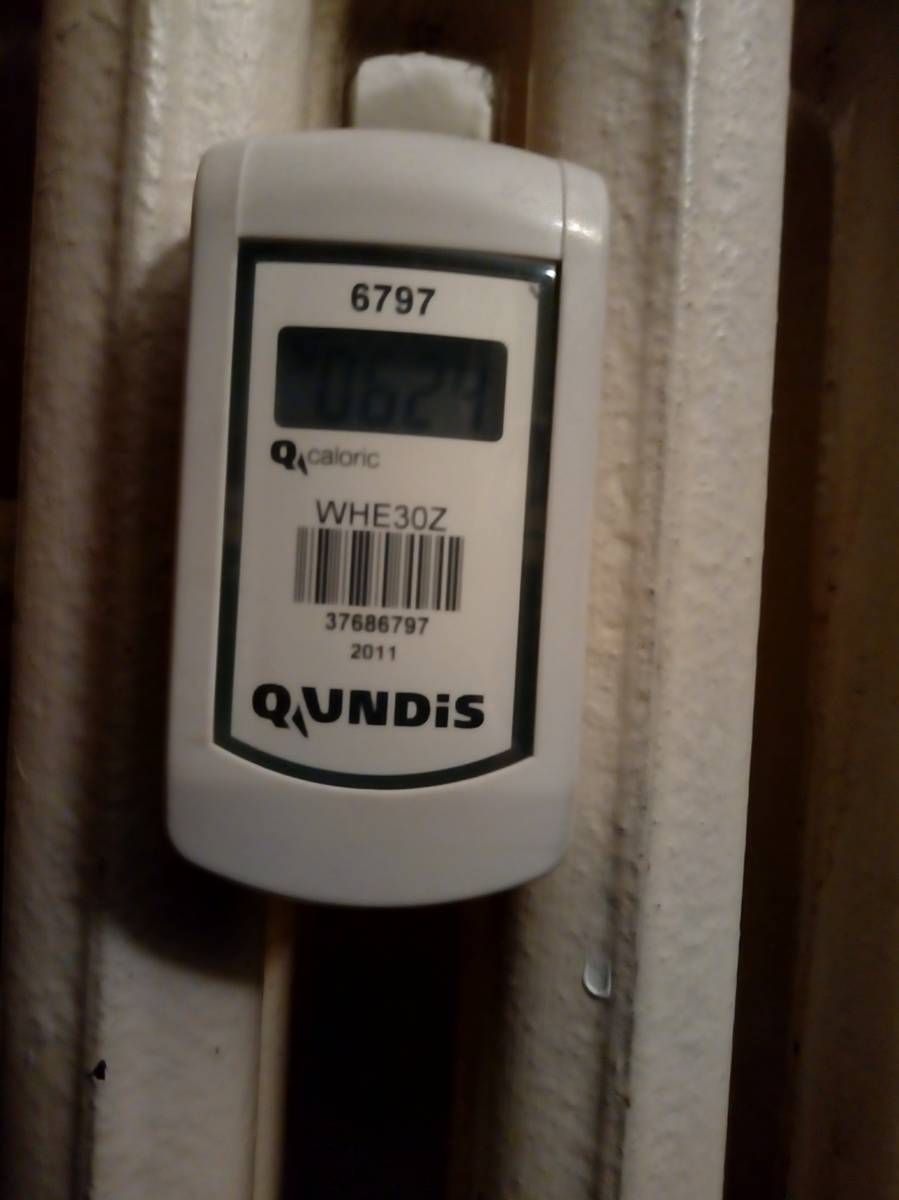 6797
0624
Q caloric
WHE30Z
37686797
2011
QUNDiS